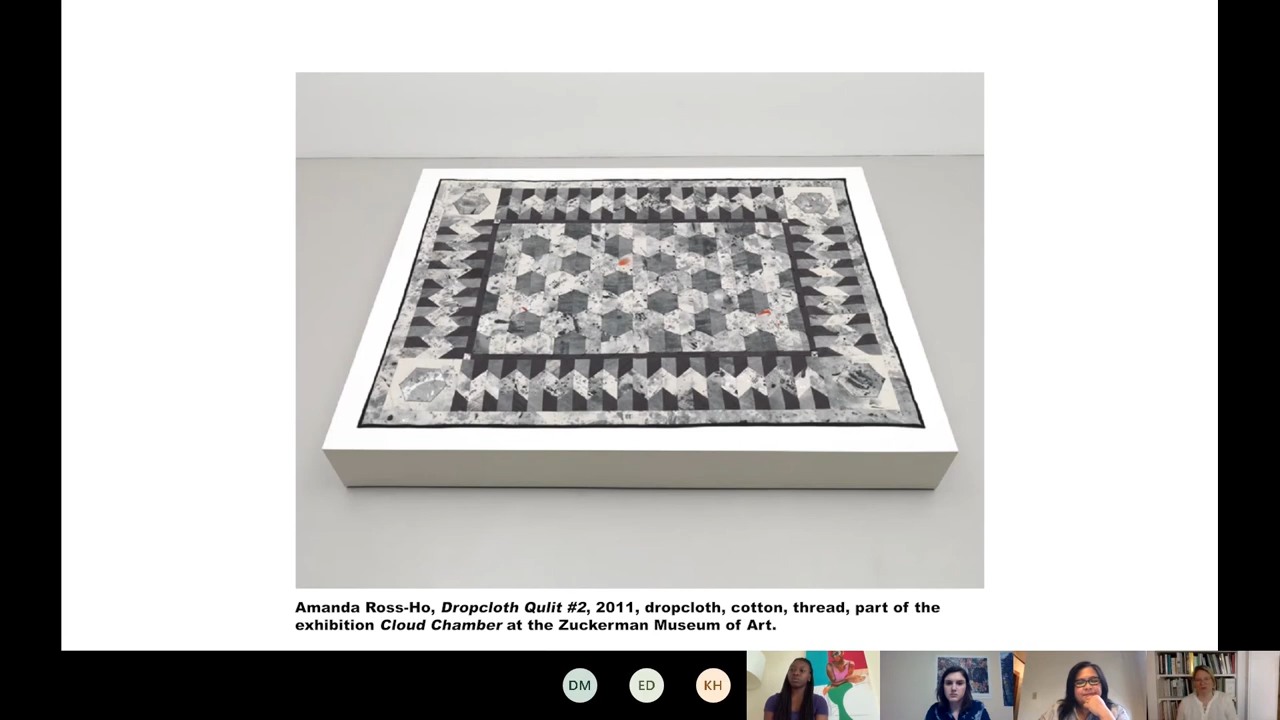 Amanda Ross-Ho, Dropcloth Qulit #2, 2011, dropcloth, cotton, thread, part of the
exhibition Cloud Chamber at the Zuckerman Museum of Art.
DM ED KH